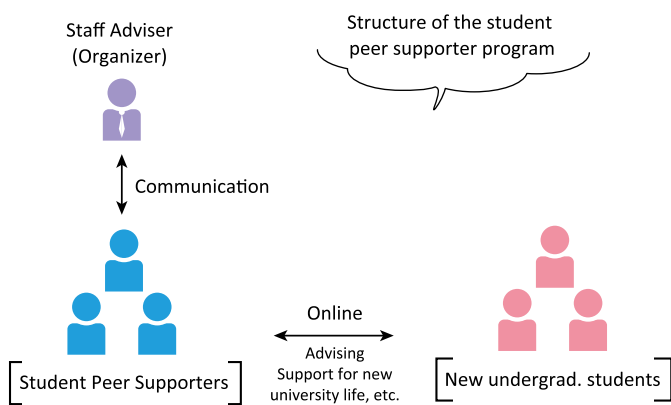 Staff Adviser
(Organizer)
Structure of the student
peer supporter program
Communication
Online
Advising
Support for new
university life, etc.
Student Peer Supporters
New undergrad. students